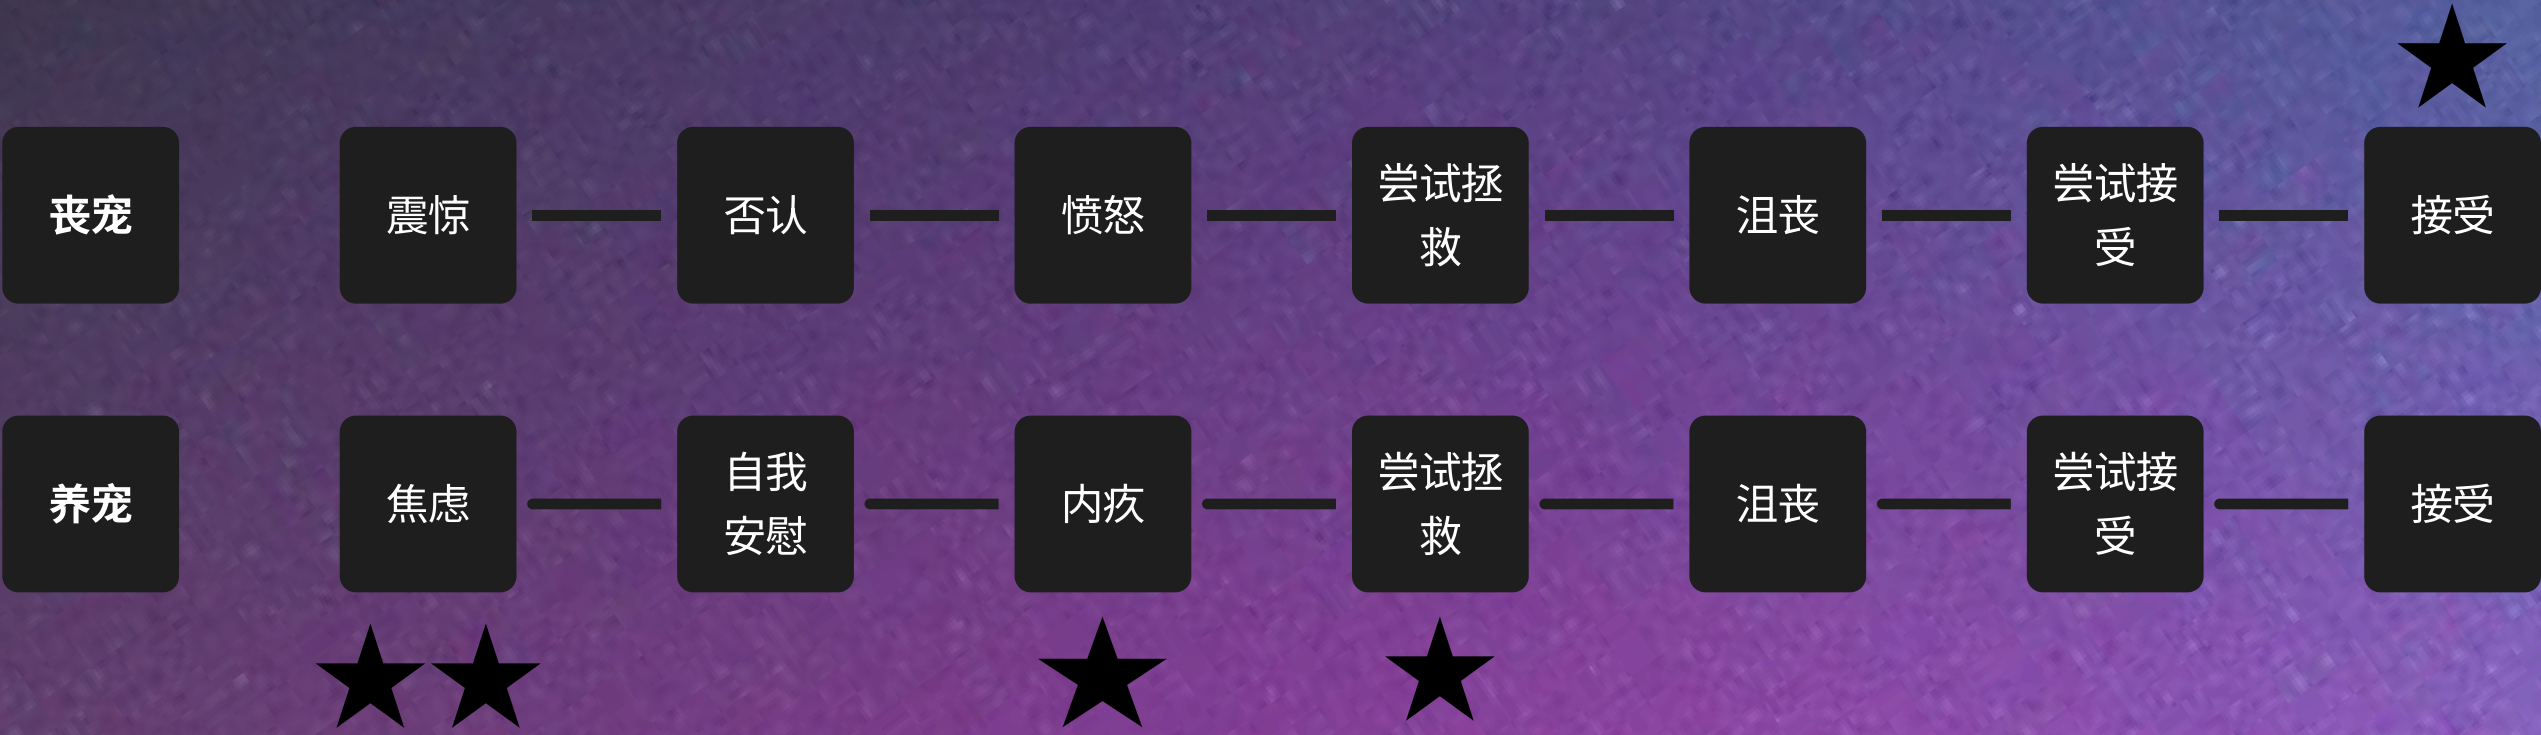 丧宠
震惊
否认
愤怒
尝试拯
救
沮丧
尝试接
受
接受
养宠
焦虑
自我
安慰
内疚
尝试拯
救
沮丧
尝试接
受
接受